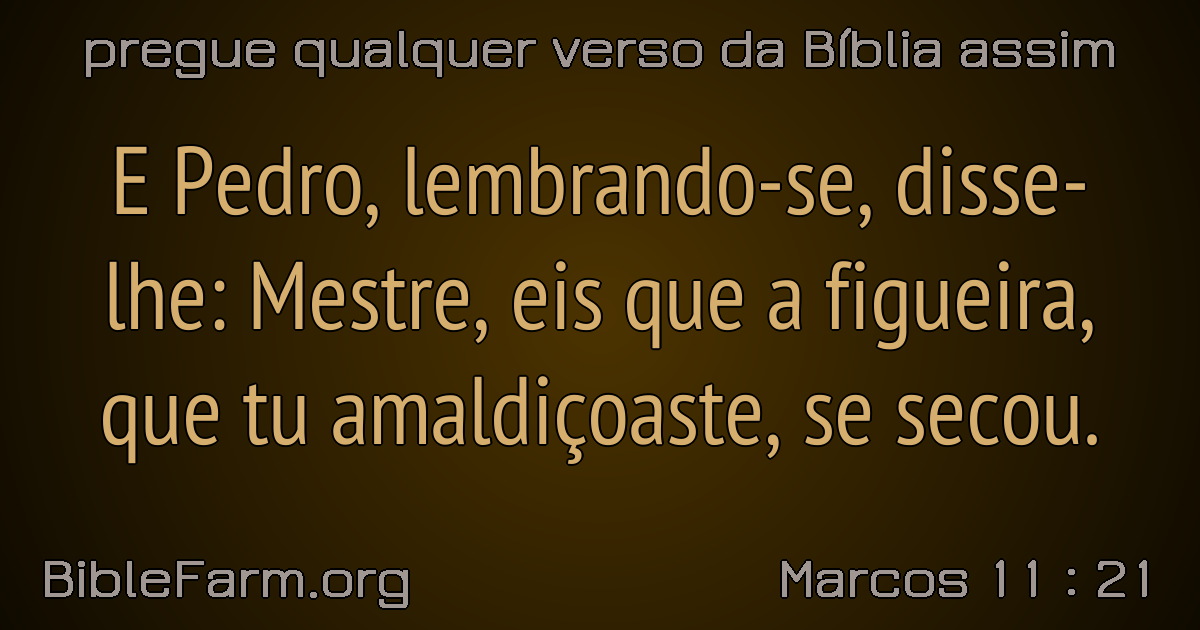 pregue qualquer verso da Bíblia assim
E Pedro, lembrando-se, disse-
lhe: Mestre, eis que a figueira,
que tu amaldiçoaste, se secou.
BibleFarm.org
Marcos 11 : 21